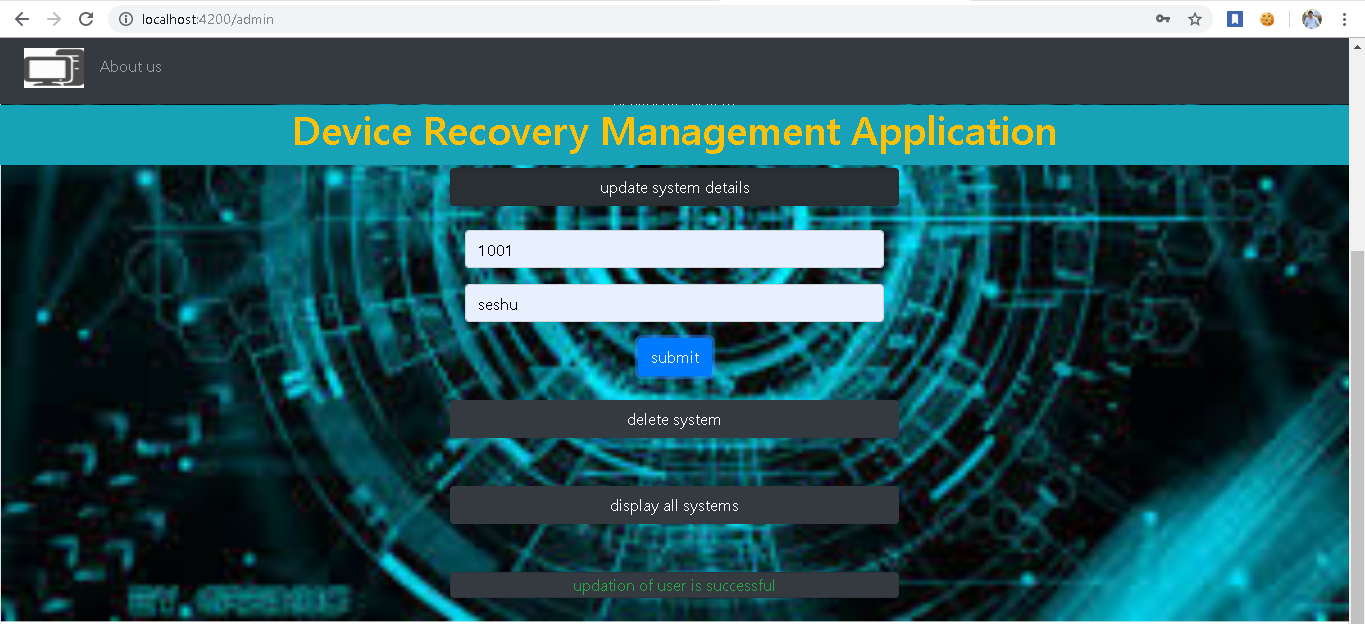 localhost:4200/admin
About us
Device Recovery Management Application
update system details
1001
seshu
submit
delete system
display all systems
updation of user is successful